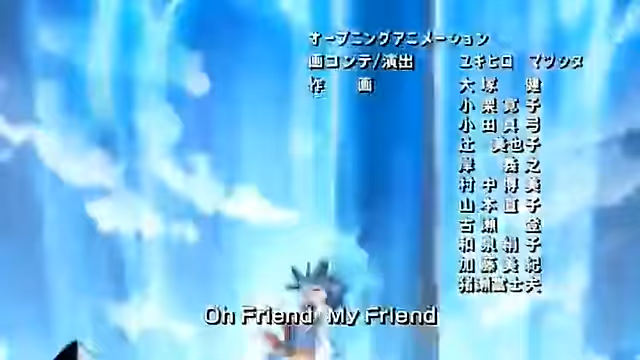 オープニングアニメーション
画コンテ/演出 ユキヒロ マツシタ
作 画 大塚 健
小栗寛子
小田真弓
辻 美也子
岸 義之
村中博美
山本直子
古瀬 登
和泉絹子
加藤美紀
猪瀬富士夫
Oh Friend My Friend